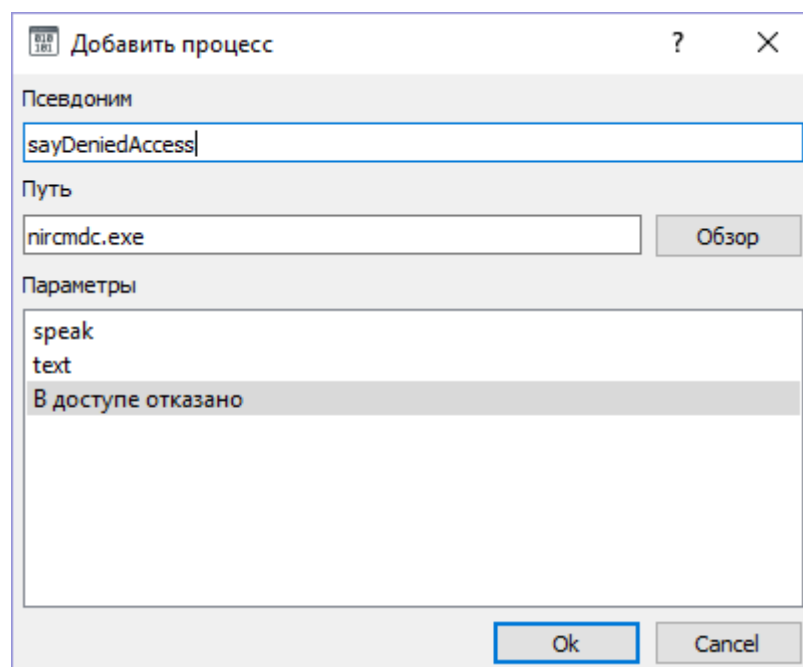 Добавить процесс
Псевдоним
sayDeniedAccess
Путь
nircmdc.exe
Обзор
Параметры
speak
text
В доступе отказано
Ok
Cancel